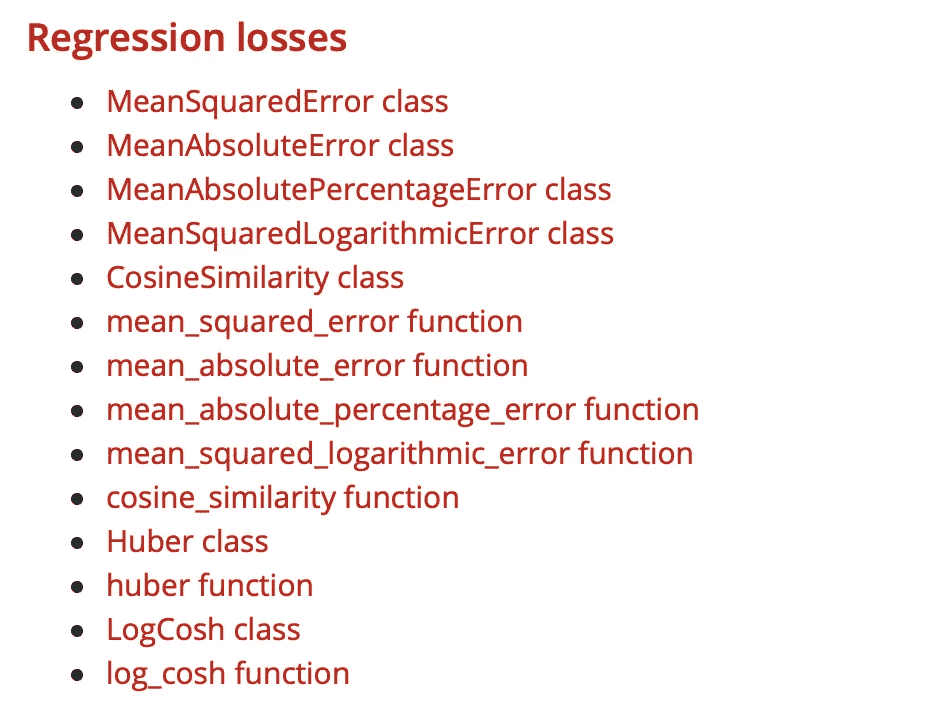 Regression losses
MeanSquaredError class
MeanAbsoluteError class
MeanAbsolutePercentageError class
MeanSquaredLogarithmicError class
CosineSimilarity class
mean_squared_error function
mean_absolute_error function
mean_absolute_percentage_error function
mean_squared_logarithmic_error function
cosine_similarity function
Huber class
huber function
LogCosh class
log_cosh function